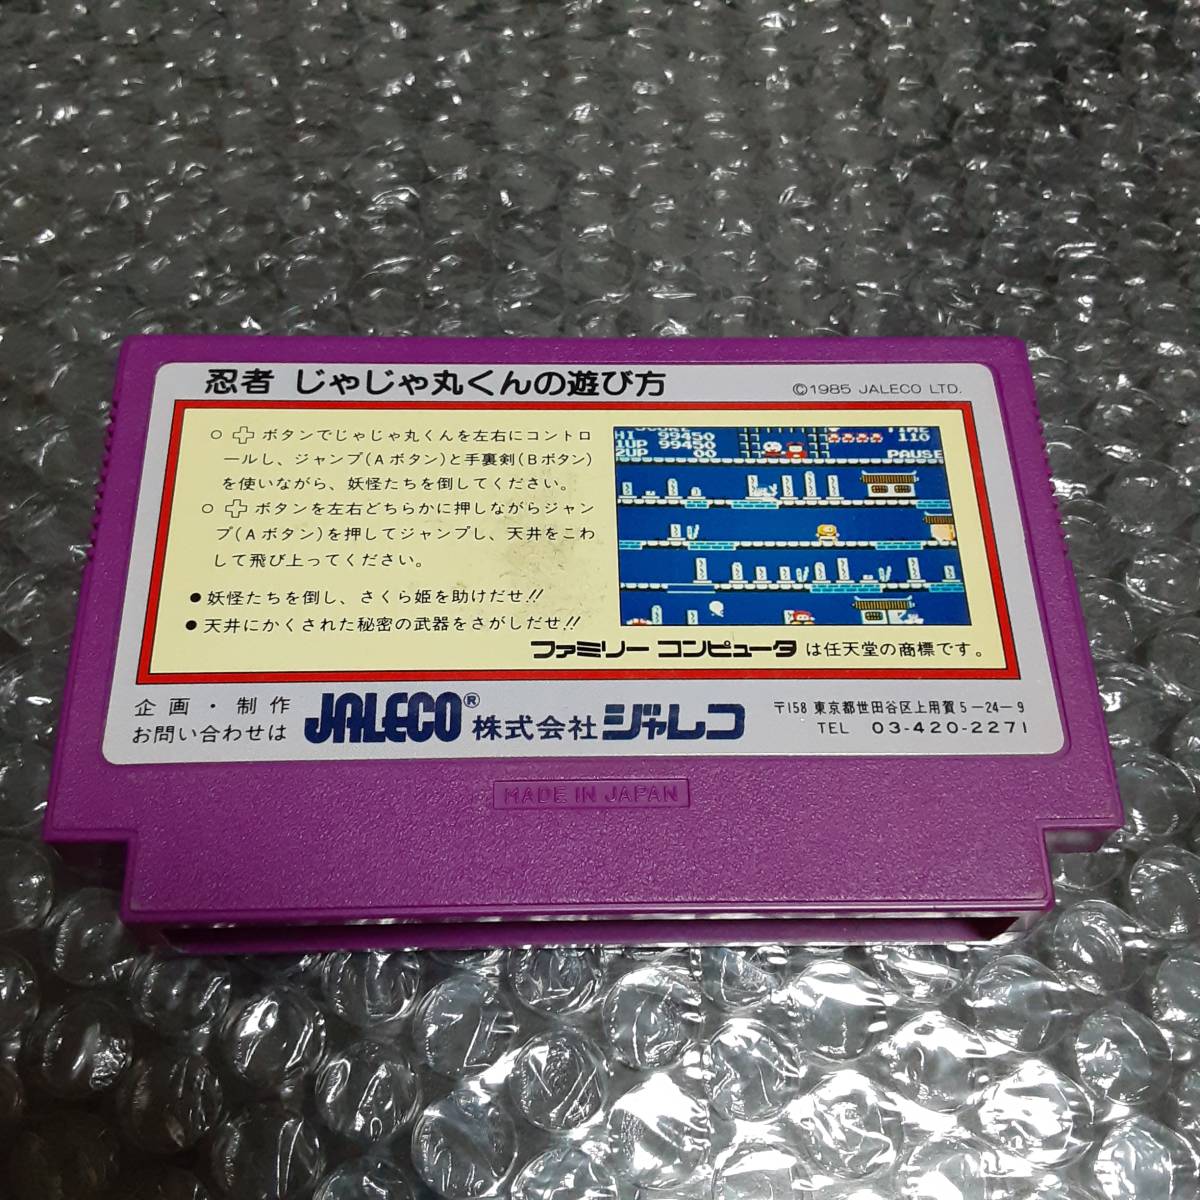 忍者 じゃじゃ丸くんの遊び方
©1985 JALECO LTD.
○ ✚ ボタンでじゃじゃ丸くんを左右にコントロ
ールし、ジャンプ(Aボタン)と手裏剣(Bボタン)
を使いながら、妖怪たちを倒してください。
○ ✚ ボタンを左右どちらかに押しながらジャン
プ(Aボタン)を押してジャンプし、天井をこわ
して飛び上ってください。
● 妖怪たちを倒し、さくら姫を助けだせ!!
● 天井にかくされた秘密の武器をさがしだせ!!
HI 99450
1UP 99450
110
2UP 00
PAUSE
ファミリーコンピュータ は任天堂の商標です。
企画・制作
お問い合わせは
JALECO® 株式会社ジャレコ
〒158 東京都世田谷区上用賀5-24-9
TEL 03-420-2271
MADE IN JAPAN